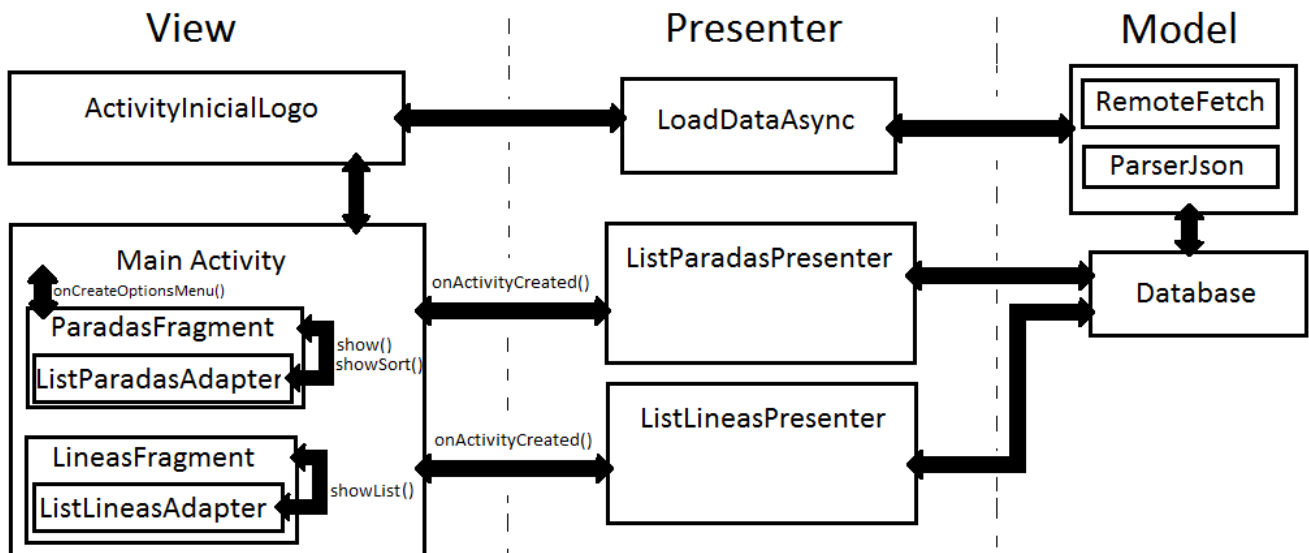 View
Presenter
Model
ActivityInicialLogo
LoadDataAsync
RemoteFetch
ParserJson
Main Activity
onCreateOptionsMenu()
ParadasFragment
ListParadasAdapter
show()
showSort()
onActivityCreated()
ListParadasPresenter
Database
LineasFragment
ListLineasAdapter
showList()
onActivityCreated()
ListLineasPresenter